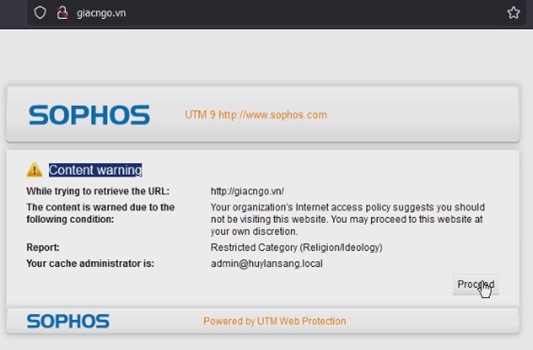 giacngo.vn
SOPHOS
UTM 9 http://www.sophos.com
Content warning
While trying to retrieve the URL: http://giacngo.vn/
The content is warned due to the following condition: Your organization's Internet access policy suggests you should
not be visiting this website. You may proceed to this website at
your own discretion.
Report: Restricted Category (Religion/Ideology)
Your cache administrator is: admin@huylansang.local
Proceed
SOPHOS
Powered by UTM Web Protection